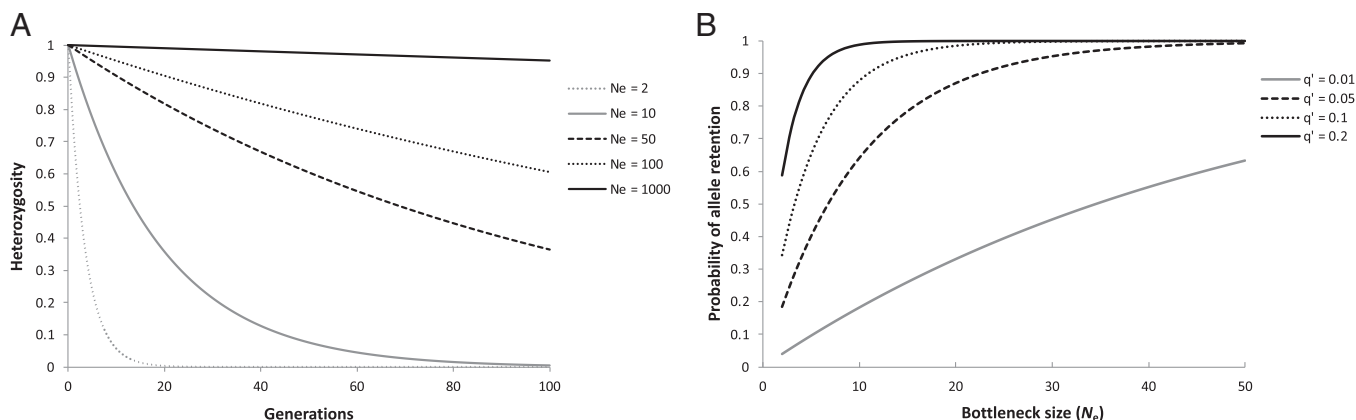 A
1
0.9
0.8
0.7
0.6
0.5
0.4
0.3
0.2
0.1
0
Heterozygosity
0 20 40 60 80 100
Generations
Ne = 2
Ne = 10
Ne = 50
Ne = 100
Ne = 1000
B
1
0.9
0.8
0.7
0.6
0.5
0.4
0.3
0.2
0.1
0
Probability of allele retention
0 10 20 30 40 50
Bottleneck size (Ne)
q' = 0.01
q' = 0.05
q' = 0.1
q' = 0.2